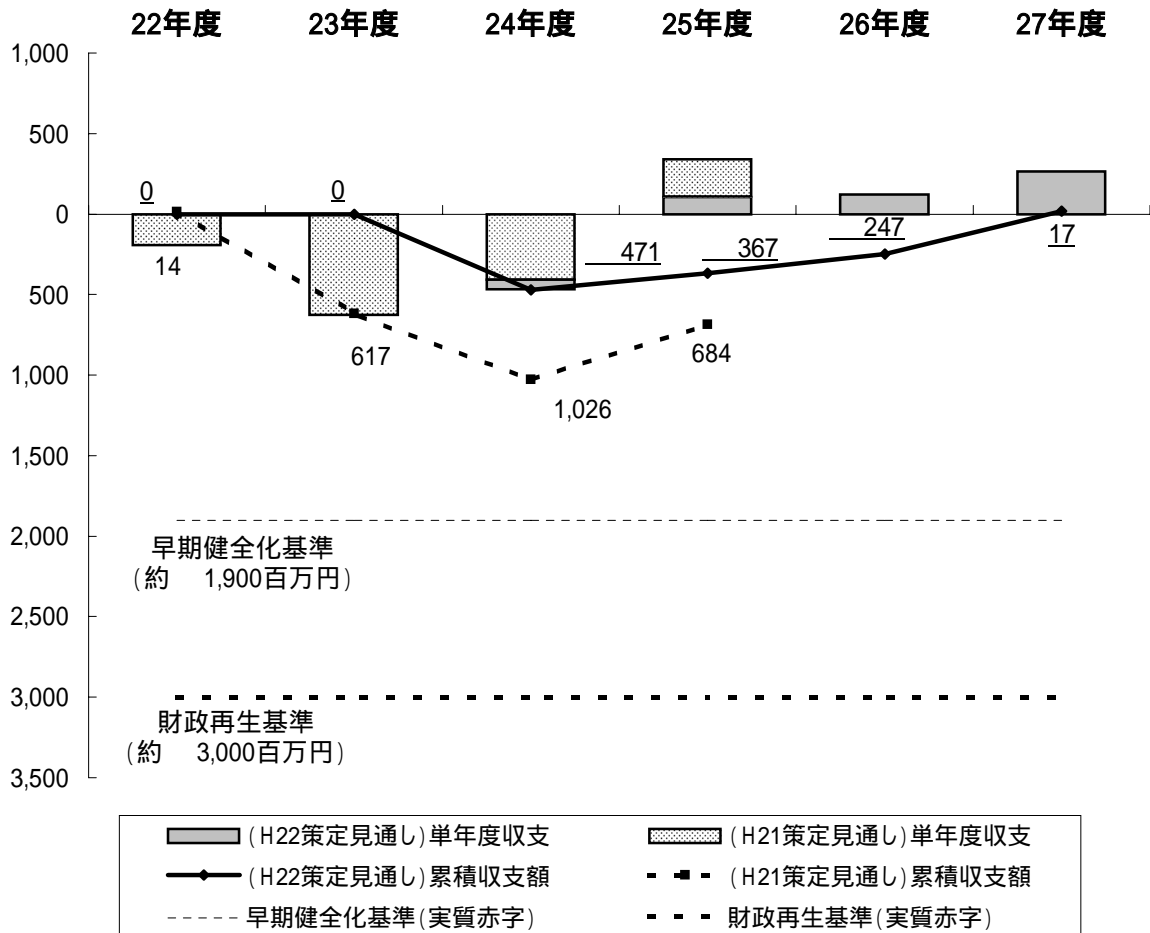 22年度 23年度 24年度 25年度 26年度 27年度
1,000
500
0
500
1,000
1,500
2,000
2,500
3,000
3,500
0
0
14
471
367
247
17
617
684
1,026
早期健全化基準
(約 1,900百万円)
財政再生基準
(約 3,000百万円)
(H22策定見通し)単年度収支
(H21策定見通し)単年度収支
(H22策定見通し)累積収支額
(H21策定見通し)累積収支額
早期健全化基準(実質赤字)
財政再生基準(実質赤字)